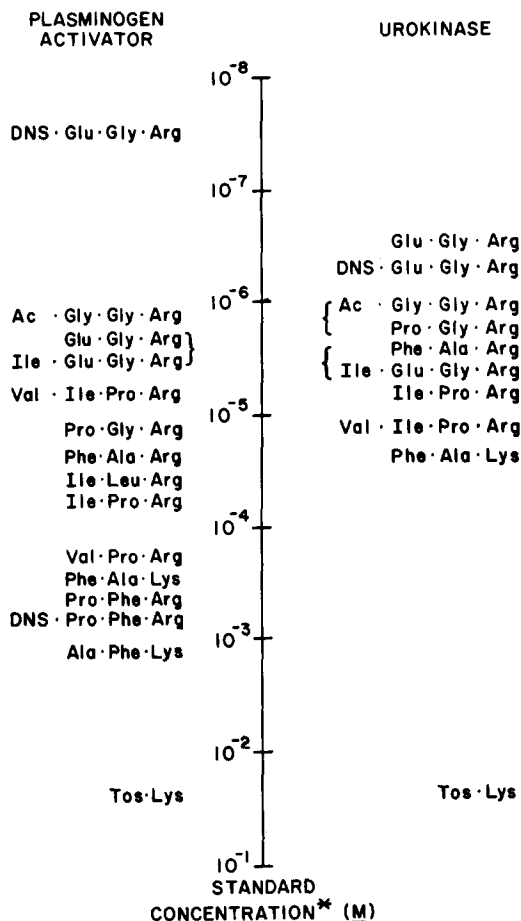 PLASMINOGEN
ACTIVATOR
UROKINASE
10⁻⁸
DNS · Glu · Gly · Arg
10⁻⁷
Glu · Gly · Arg
DNS · Glu · Gly · Arg
10⁻⁶
Ac · Gly · Gly · Arg
Ac · Gly · Gly · Arg
Pro · Gly · Arg
Glu · Gly · Arg
Phe · Ala · Arg
Ile · Glu · Gly · Arg
Ile · Glu · Gly · Arg
Val · Ile · Pro · Arg
Ile · Pro · Arg
10⁻⁵
Pro · Gly · Arg
Val · Ile · Pro · Arg
Phe · Ala · Arg
Phe · Ala · Lys
Ile · Leu · Arg
Ile · Pro · Arg
10⁻⁴
Val · Pro · Arg
Phe · Ala · Lys
Pro · Phe · Arg
DNS · Pro · Phe · Arg
10⁻³
Ala · Phe · Lys
10⁻²
Tos · Lys
Tos · Lys
10⁻¹
STANDARD
CONCENTRATION* (M)